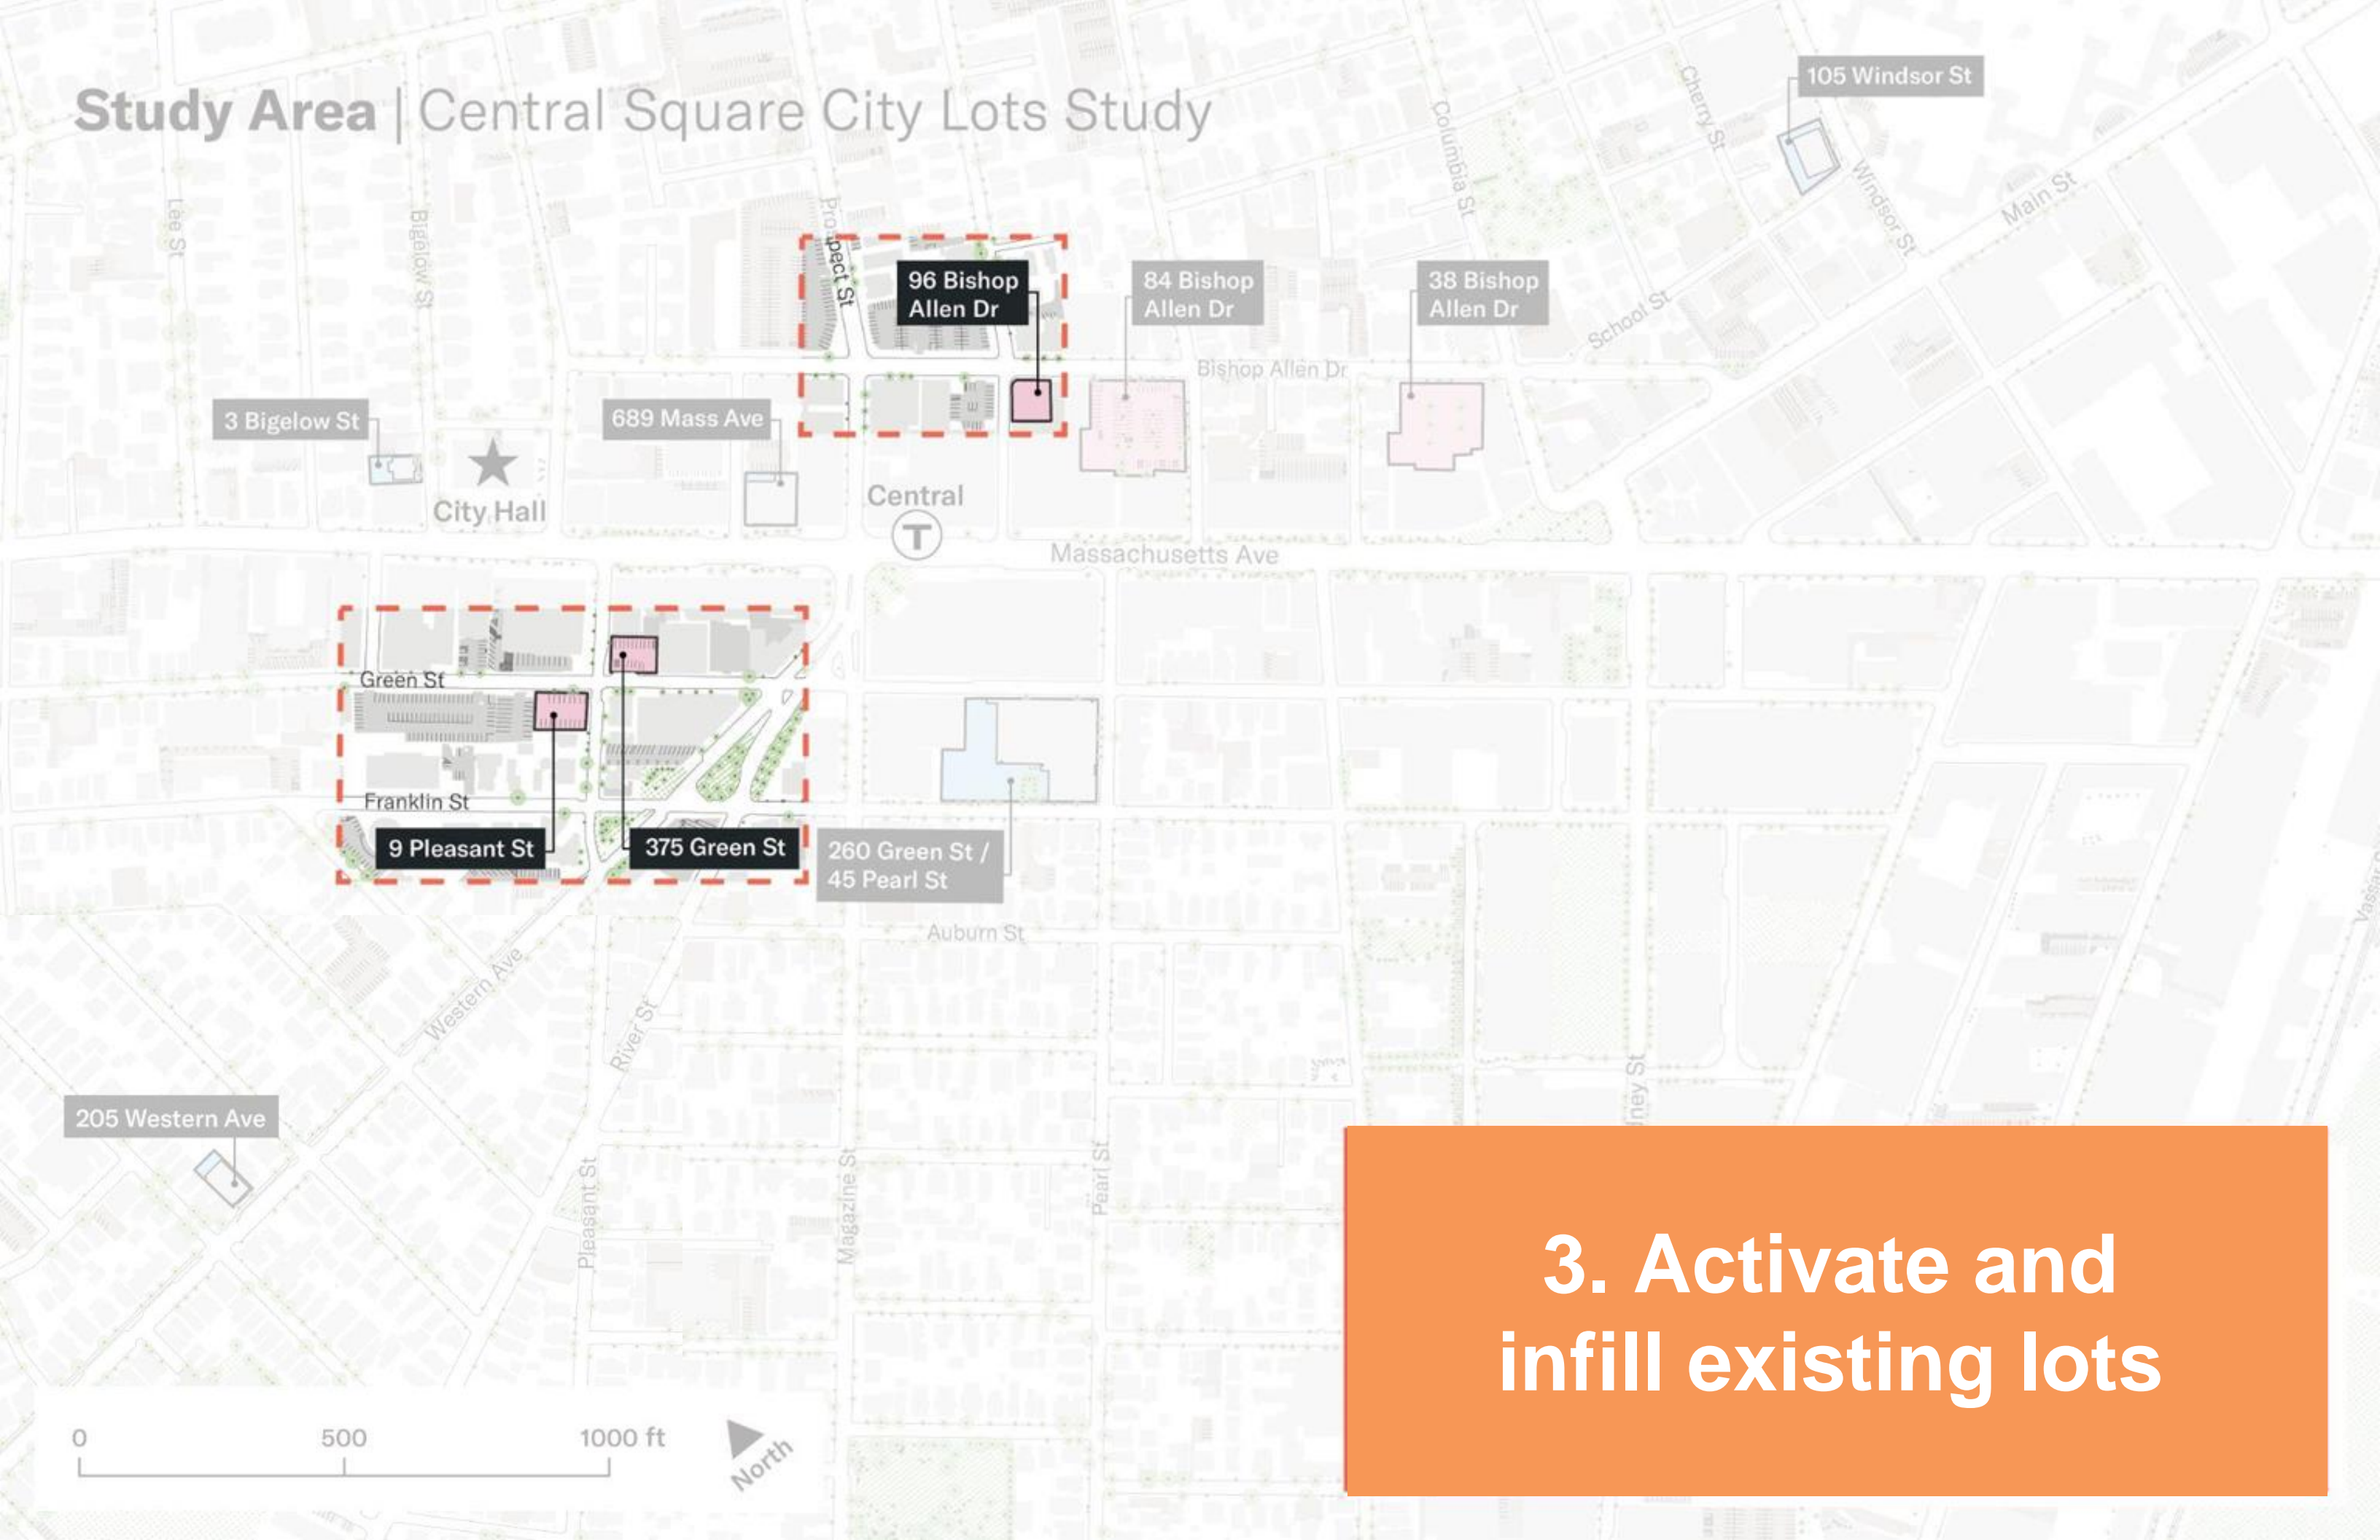 Study Area | Central Square City Lots Study
105 Windsor St
Cherry St
Columbia St
Windsor St
Main St
Lee St
Bigelow St
Prospect St
96 Bishop
Allen Dr
84 Bishop
Allen Dr
38 Bishop
Allen Dr
School St
Bishop Allen Dr
3 Bigelow St
689 Mass Ave
City Hall
Central
T
Massachusetts Ave
Green St
Franklin St
9 Pleasant St
375 Green St
260 Green St /
45 Pearl St
Auburn St
Western Ave
River St
205 Western Ave
Pleasant St
Magazine St
Pearl St
3. Activate and
infill existing lots
0 500 1000 ft
North